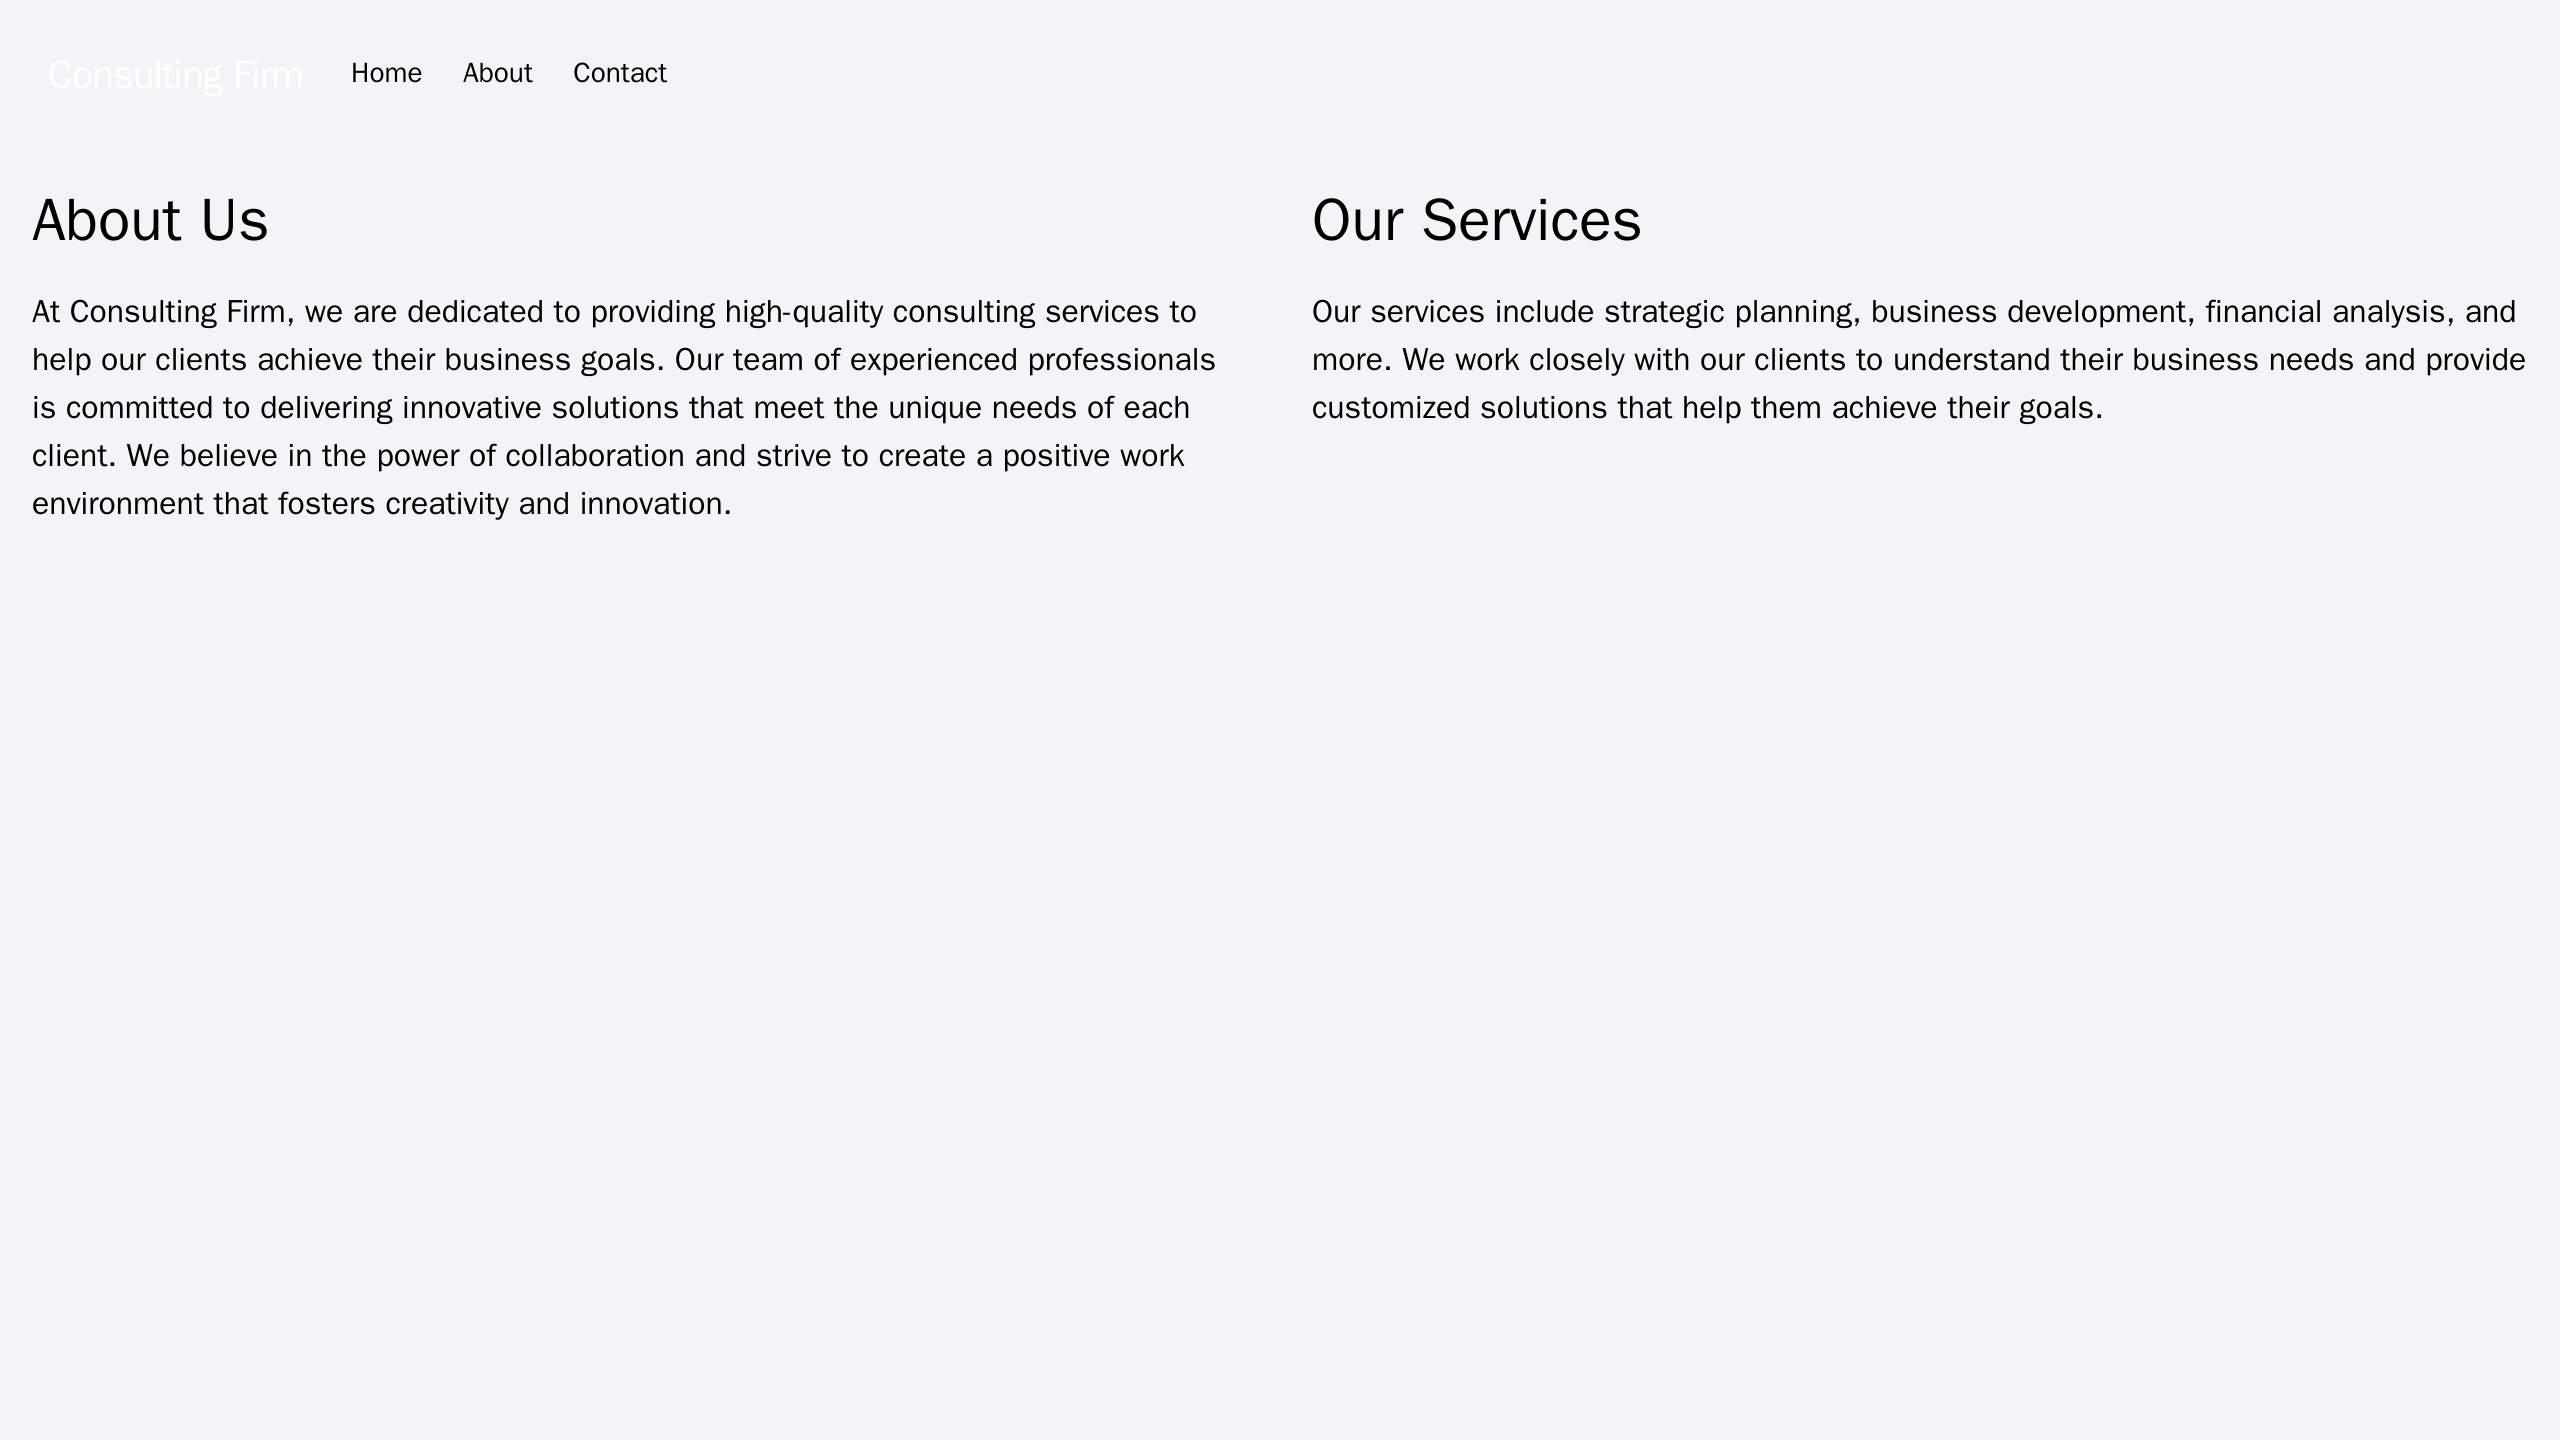 Consulting Firm
Home
About
Contact
About Us
At Consulting Firm, we are dedicated to providing high-quality consulting services to
help our clients achieve their business goals. Our team of experienced professionals
is committed to delivering innovative solutions that meet the unique needs of each
client. We believe in the power of collaboration and strive to create a positive work
environment that fosters creativity and innovation.
Our Services
Our services include strategic planning, business development, financial analysis, and
more. We work closely with our clients to understand their business needs and provide
customized solutions that help them achieve their goals.